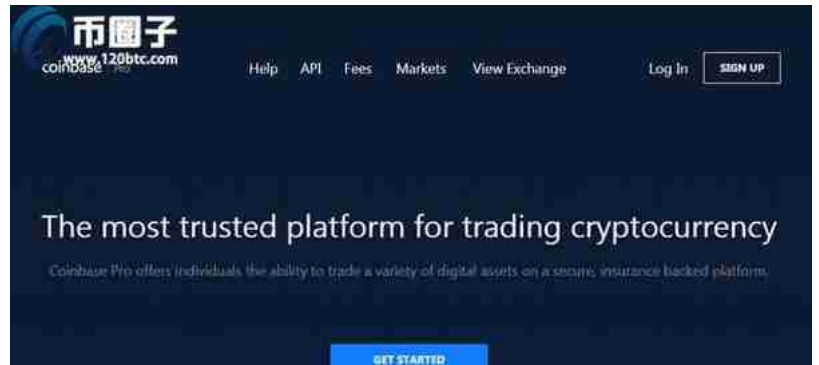 币圈子
www.120btc.com
coinbase Pro
Help API Fees Markets View Exchange Log In SIGN UP
The most trusted platform for trading cryptocurrency
Coinbase Pro offers individuals the ability to trade a variety of digital assets on a secure, insurance backed platform.
GET STARTED